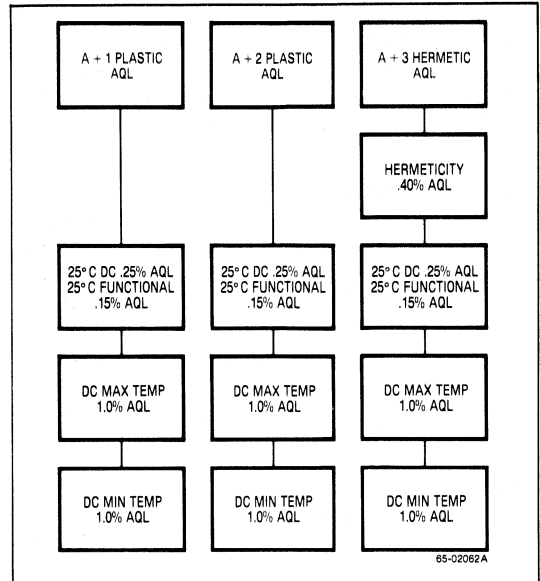 A + 1 PLASTIC
AQL
A + 2 PLASTIC
AQL
A + 3 HERMETIC
AQL
HERMETICITY
.40% AQL
25° C DC .25% AQL
25° C FUNCTIONAL
.15% AQL
25° C DC .25% AQL
25° C FUNCTIONAL
.15% AQL
25° C DC .25% AQL
25° C FUNCTIONAL
.15% AQL
DC MAX TEMP
1.0% AQL
DC MAX TEMP
1.0% AQL
DC MAX TEMP
1.0% AQL
DC MIN TEMP
1.0% AQL
DC MIN TEMP
1.0% AQL
DC MIN TEMP
1.0% AQL
65-02062A